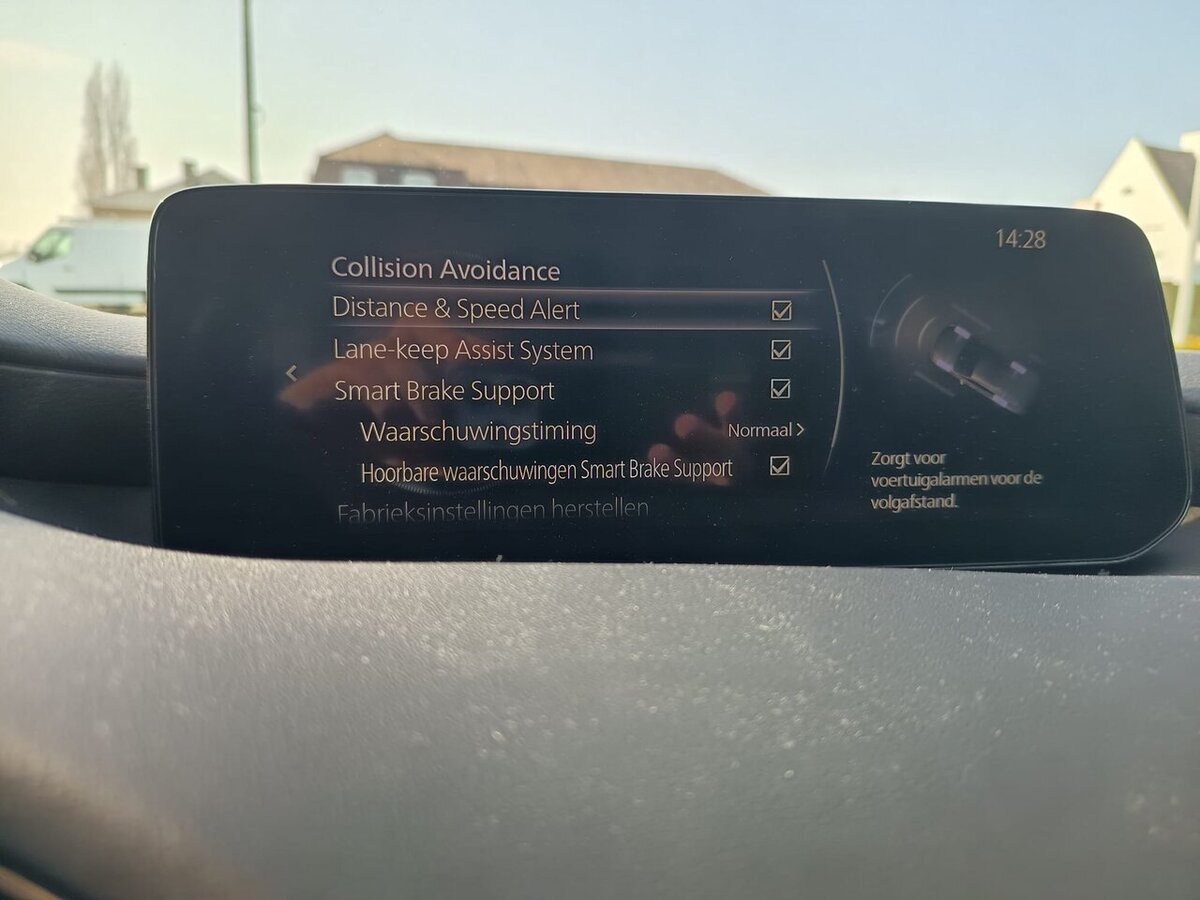 14:28
Collision Avoidance
Distance & Speed Alert
Lane-keep Assist System
Smart Brake Support
Waarschuwingstiming Normaal >
Hoorbare waarschuwingen Smart Brake Support
Fabrieksinstellingen herstellen
Zorgt voor
voertuigalarmen voor de
volgafstand.